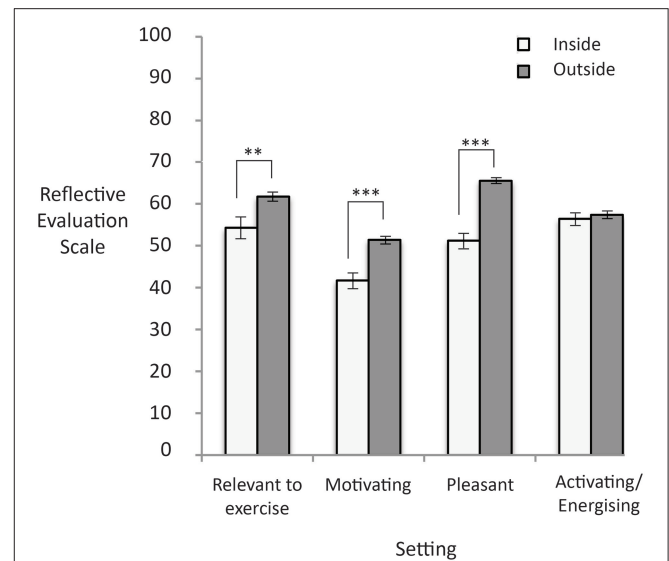 100
90
80
70
60
50
40
30
20
10
0
Reflective
Evaluation
Scale
Inside
Outside
**
***
***
Relevant to
exercise
Motivating
Pleasant
Activating/
Energising
Setting